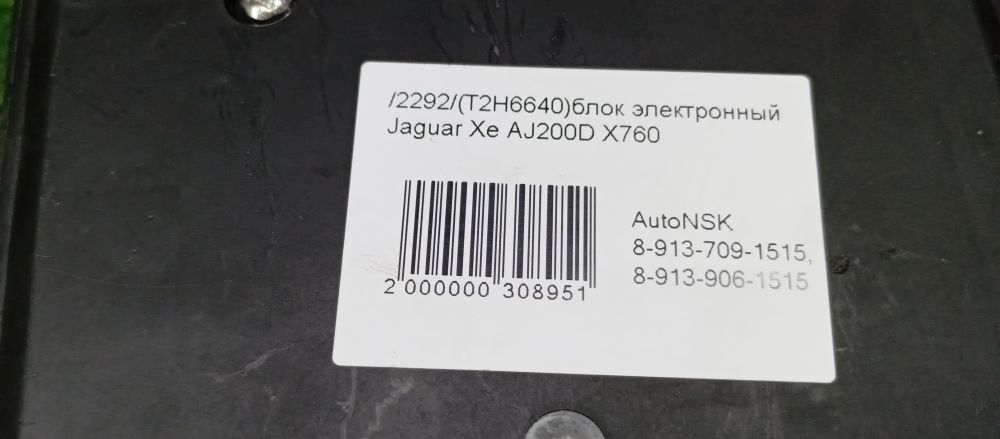 /2292/(T2H6640)блок электронный
Jaguar Xe AJ200D X760
AutoNSK
8-913-709-1515,
8-913-906-1515
2 000000 308951